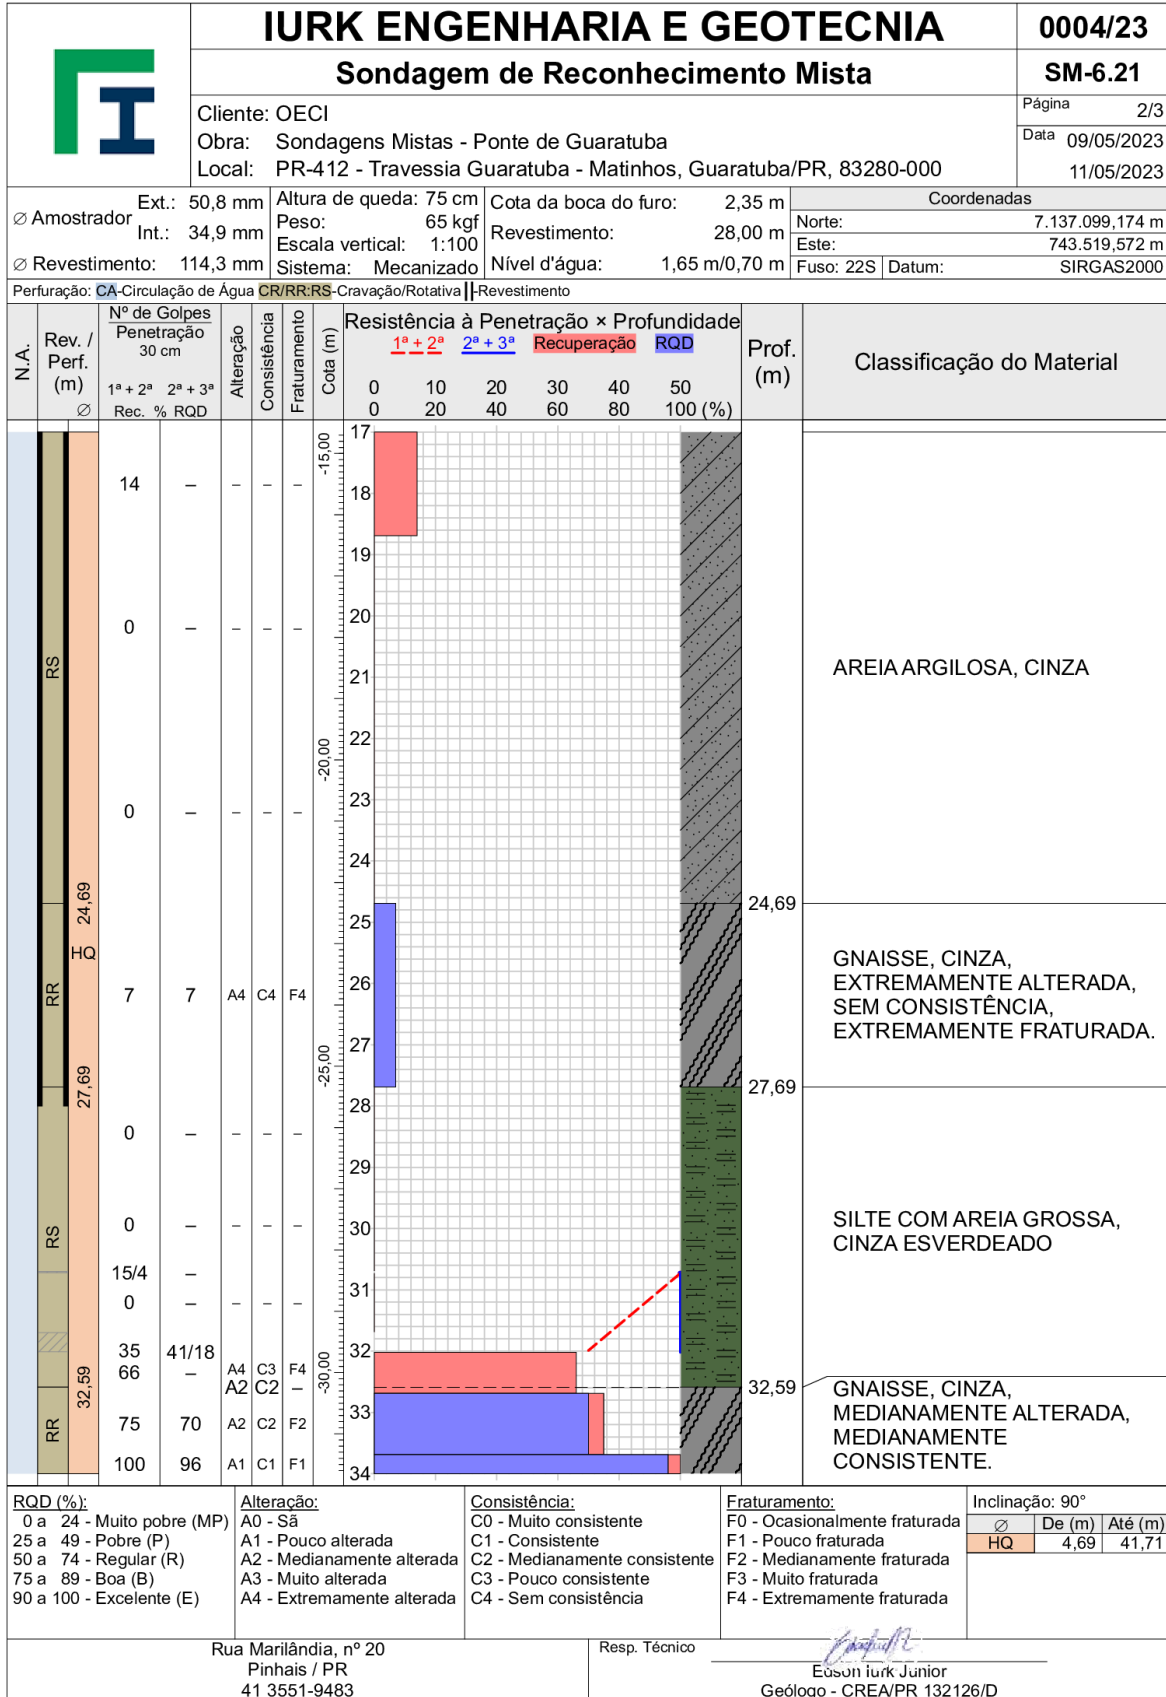 IURK ENGENHARIA E GEOTECNIA
0004/23
Sondagem de Reconhecimento Mista
SM-6.21
Cliente: OECI
Obra: Sondagens Mistas - Ponte de Guaratuba
Local: PR-412 - Travessia Guaratuba - Matinhos, Guaratuba/PR, 83280-000
Página 2/3
Data 09/05/2023
11/05/2023
∅ Amostrador Ext.: 50,8 mm
Int.: 34,9 mm
∅ Revestimento: 114,3 mm
Altura de queda: 75 cm
Peso: 65 kgf
Escala vertical: 1:100
Sistema: Mecanizado
Cota da boca do furo: 2,35 m
Revestimento: 28,00 m
Nível d'água: 1,65 m/0,70 m
Coordenadas
Norte: 7.137.099,174 m
Este: 743.519,572 m
Fuso: 22S Datum: SIRGAS2000
Perfuração: CA-Circulação de Água CR/RR:RS-Cravação/Rotativa ||-Revestimento
N.A.
Rev. / Perf. (m)
∅
Nº de Golpes
Penetração
30 cm
1ª + 2ª 2ª + 3ª
Rec. % RQD
Alteração
Consistência
Fraturamento
Cota (m)
Resistência à Penetração × Profundidade
1ª + 2ª 2ª + 3ª Recuperação RQD
0 10 20 30 40 50
0 20 40 60 80 100 (%)
Prof. (m)
Classificação do Material
17
-15,00
14 – – – –
18
19
20
0 – – – –
RS
21
AREIA ARGILOSA, CINZA
22
-20,00
23
0 – – – –
24
24,69
24,69
25
HQ
GNAISSE, CINZA,
EXTREMAMENTE ALTERADA,
SEM CONSISTÊNCIA,
EXTREMAMENTE FRATURADA.
26
RR
7 7 A4 C4 F4
27
-25,00
27,69
27,69
28
0 – – – –
29
30
0 – – – –
RS
SILTE COM AREIA GROSSA,
CINZA ESVERDEADO
15/4 –
31
0 – – – –
32
35 41/18
66 – A4 C3 F4
-30,00
A2 C2 –
32,59
32,59
GNAISSE, CINZA,
MEDIANAMENTE ALTERADA,
MEDIANAMENTE
CONSISTENTE.
33
RR
75 70 A2 C2 F2
100 96 A1 C1 F1
34
RQD (%):
0 a 24 - Muito pobre (MP)
25 a 49 - Pobre (P)
50 a 74 - Regular (R)
75 a 89 - Boa (B)
90 a 100 - Excelente (E)
Alteração:
A0 - Sã
A1 - Pouco alterada
A2 - Medianamente alterada
A3 - Muito alterada
A4 - Extremamente alterada
Consistência:
C0 - Muito consistente
C1 - Consistente
C2 - Medianamente consistente
C3 - Pouco consistente
C4 - Sem consistência
Fraturamento:
F0 - Ocasionalmente fraturada
F1 - Pouco fraturada
F2 - Medianamente fraturada
F3 - Muito fraturada
F4 - Extremamente fraturada
Inclinação: 90°
∅ De (m) Até (m)
HQ 4,69 41,71
Rua Marilândia, nº 20
Pinhais / PR
41 3551-9483
Resp. Técnico
Edson Iurk Junior
Geólogo - CREA/PR 132126/D